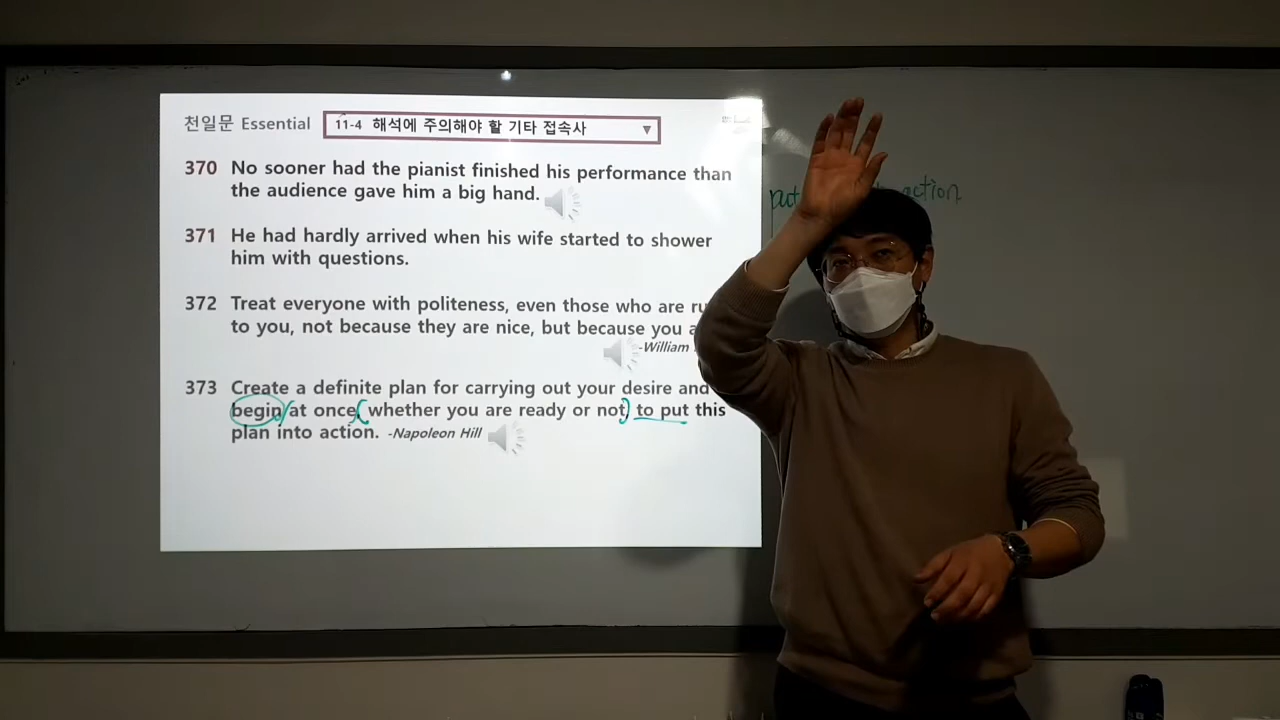 천일문 Essential
11-4 해석에 주의해야 할 기타 접속사 ▼
370 No sooner had the pianist finished his performance than
the audience gave him a big hand.
371 He had hardly arrived when his wife started to shower
him with questions.
372 Treat everyone with politeness, even those who are
to you, not because they are nice, but because you
-William
373 Create a definite plan for carrying out your desire and
begin at once, whether you are ready or not, to put this
plan into action. -Napoleon Hill
put action